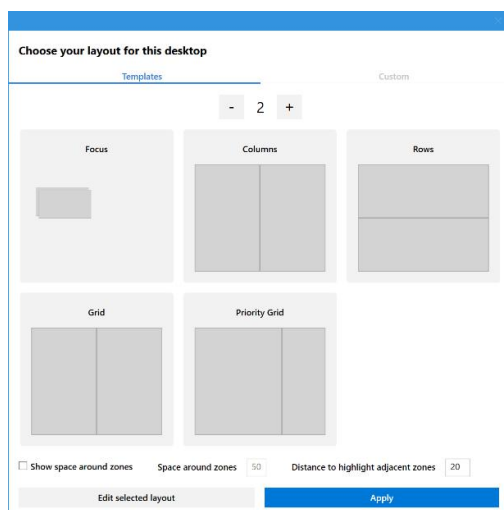 Choose your layout for this desktop
Templates Custom
- 2 +
Focus Columns Rows
Grid Priority Grid
Show space around zones Space around zones 50 Distance to highlight adjacent zones 20
Edit selected layout Apply